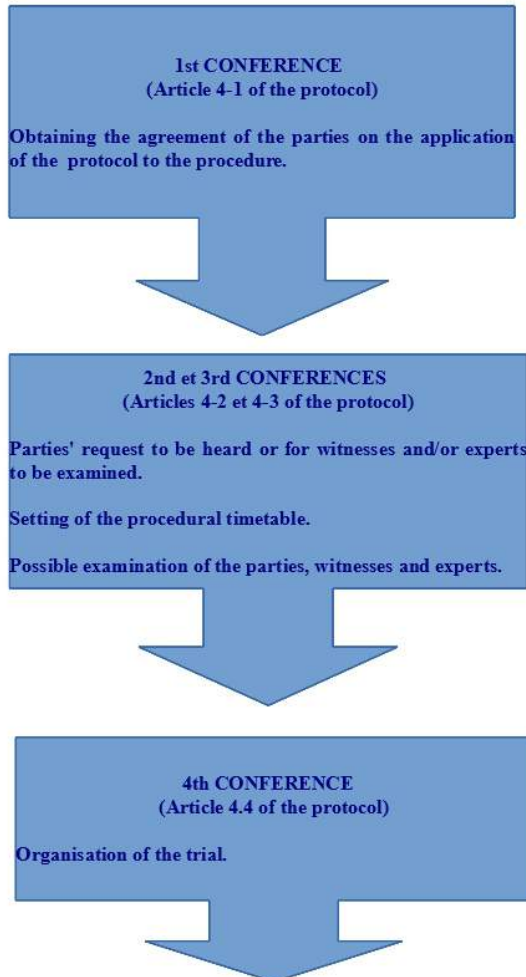 1st CONFERENCE
(Article 4-1 of the protocol)
Obtaining the agreement of the parties on the application
of the protocol to the procedure.
2nd et 3rd CONFERENCES
(Articles 4-2 et 4-3 of the protocol)
Parties' request to be heard or for witnesses and/or experts
to be examined.
Setting of the procedural timetable.
Possible examination of the parties, witnesses and experts.
4th CONFERENCE
(Article 4.4 of the protocol)
Organisation of the trial.